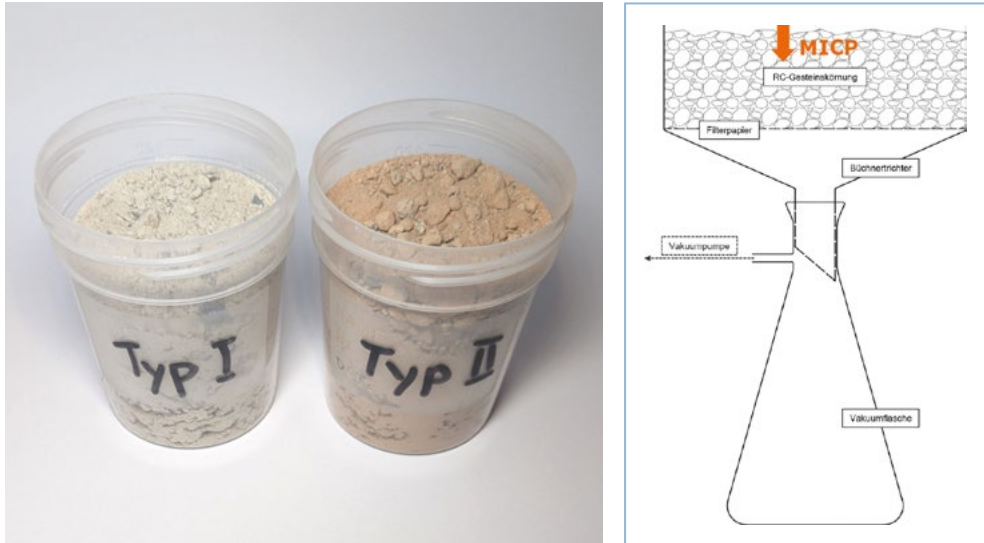 Typ I
Typ II
MICP
RC-Gesteinskörnung
Filterpapier
Büchnertrichter
Vakuumpumpe
Vakuumflasche